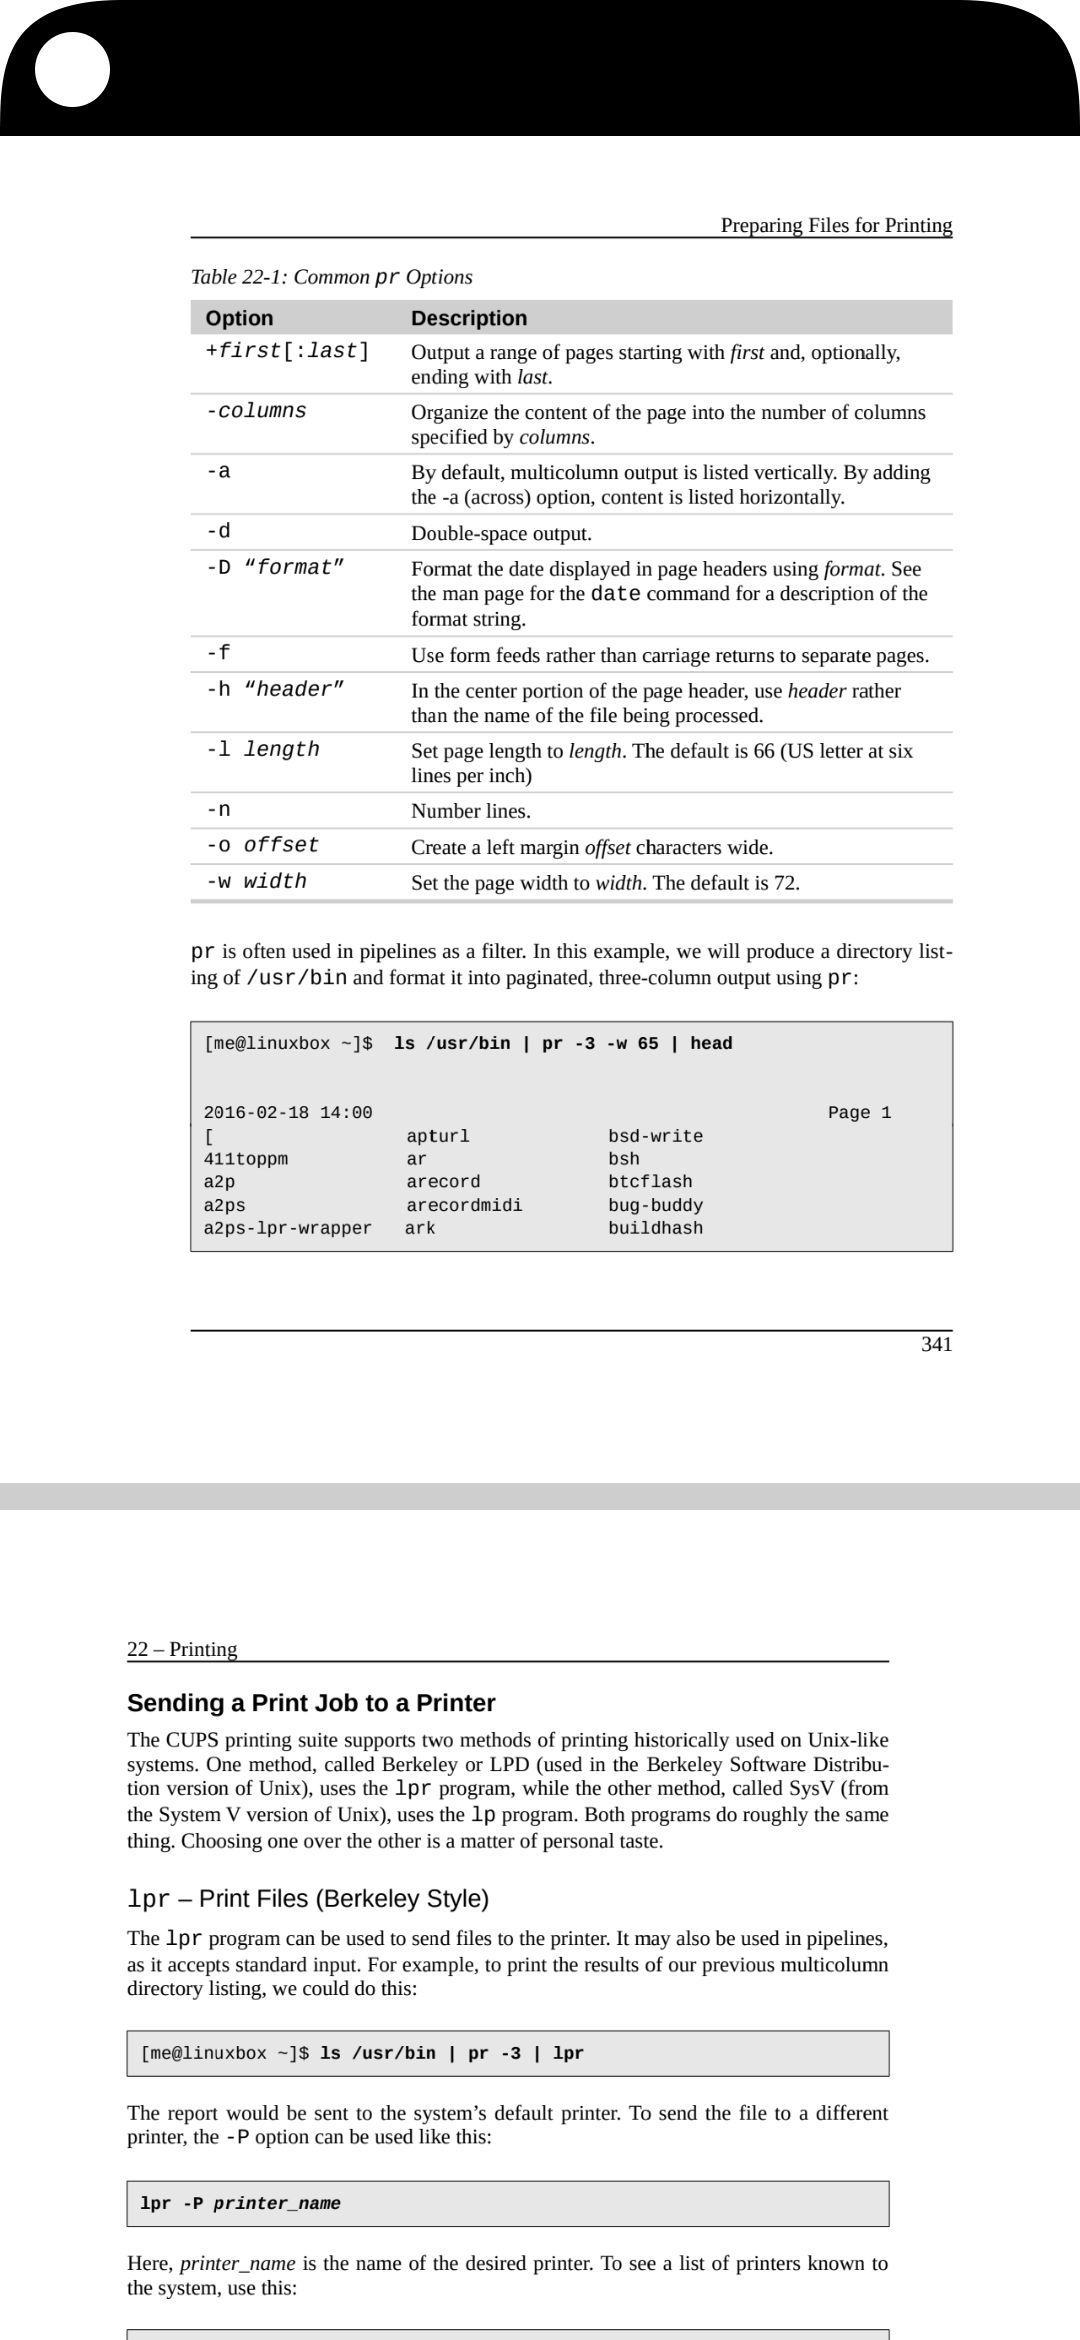 Preparing Files for Printing
Table 22-1: Common pr Options
Option Description
+first[:last] Output a range of pages starting with first and, optionally,
ending with last.
-columns Organize the content of the page into the number of columns
specified by columns.
-a By default, multicolumn output is listed vertically. By adding
the -a (across) option, content is listed horizontally.
-d Double-space output.
-D “format” Format the date displayed in page headers using format. See
the man page for the date command for a description of the
format string.
-f Use form feeds rather than carriage returns to separate pages.
-h “header” In the center portion of the page header, use header rather
than the name of the file being processed.
-l length Set page length to length. The default is 66 (US letter at six
lines per inch)
-n Number lines.
-o offset Create a left margin offset characters wide.
-w width Set the page width to width. The default is 72.
pr is often used in pipelines as a filter. In this example, we will produce a directory list-
ing of /usr/bin and format it into paginated, three-column output using pr:
[me@linuxbox ~]$ ls /usr/bin | pr -3 -w 65 | head
2016-02-18 14:00 Page 1
[ apturl bsd-write
411toppm ar bsh
a2p arecord btcflash
a2ps arecordmidi bug-buddy
a2ps-lpr-wrapper ark buildhash
341
22 – Printing
Sending a Print Job to a Printer
The CUPS printing suite supports two methods of printing historically used on Unix-like
systems. One method, called Berkeley or LPD (used in the Berkeley Software Distribu-
tion version of Unix), uses the lpr program, while the other method, called SysV (from
the System V version of Unix), uses the lp program. Both programs do roughly the same
thing. Choosing one over the other is a matter of personal taste.
lpr – Print Files (Berkeley Style)
The lpr program can be used to send files to the printer. It may also be used in pipelines,
as it accepts standard input. For example, to print the results of our previous multicolumn
directory listing, we could do this:
[me@linuxbox ~]$ ls /usr/bin | pr -3 | lpr
The report would be sent to the system’s default printer. To send the file to a different
printer, the -P option can be used like this:
lpr -P printer_name
Here, printer_name is the name of the desired printer. To see a list of printers known to
the system, use this: